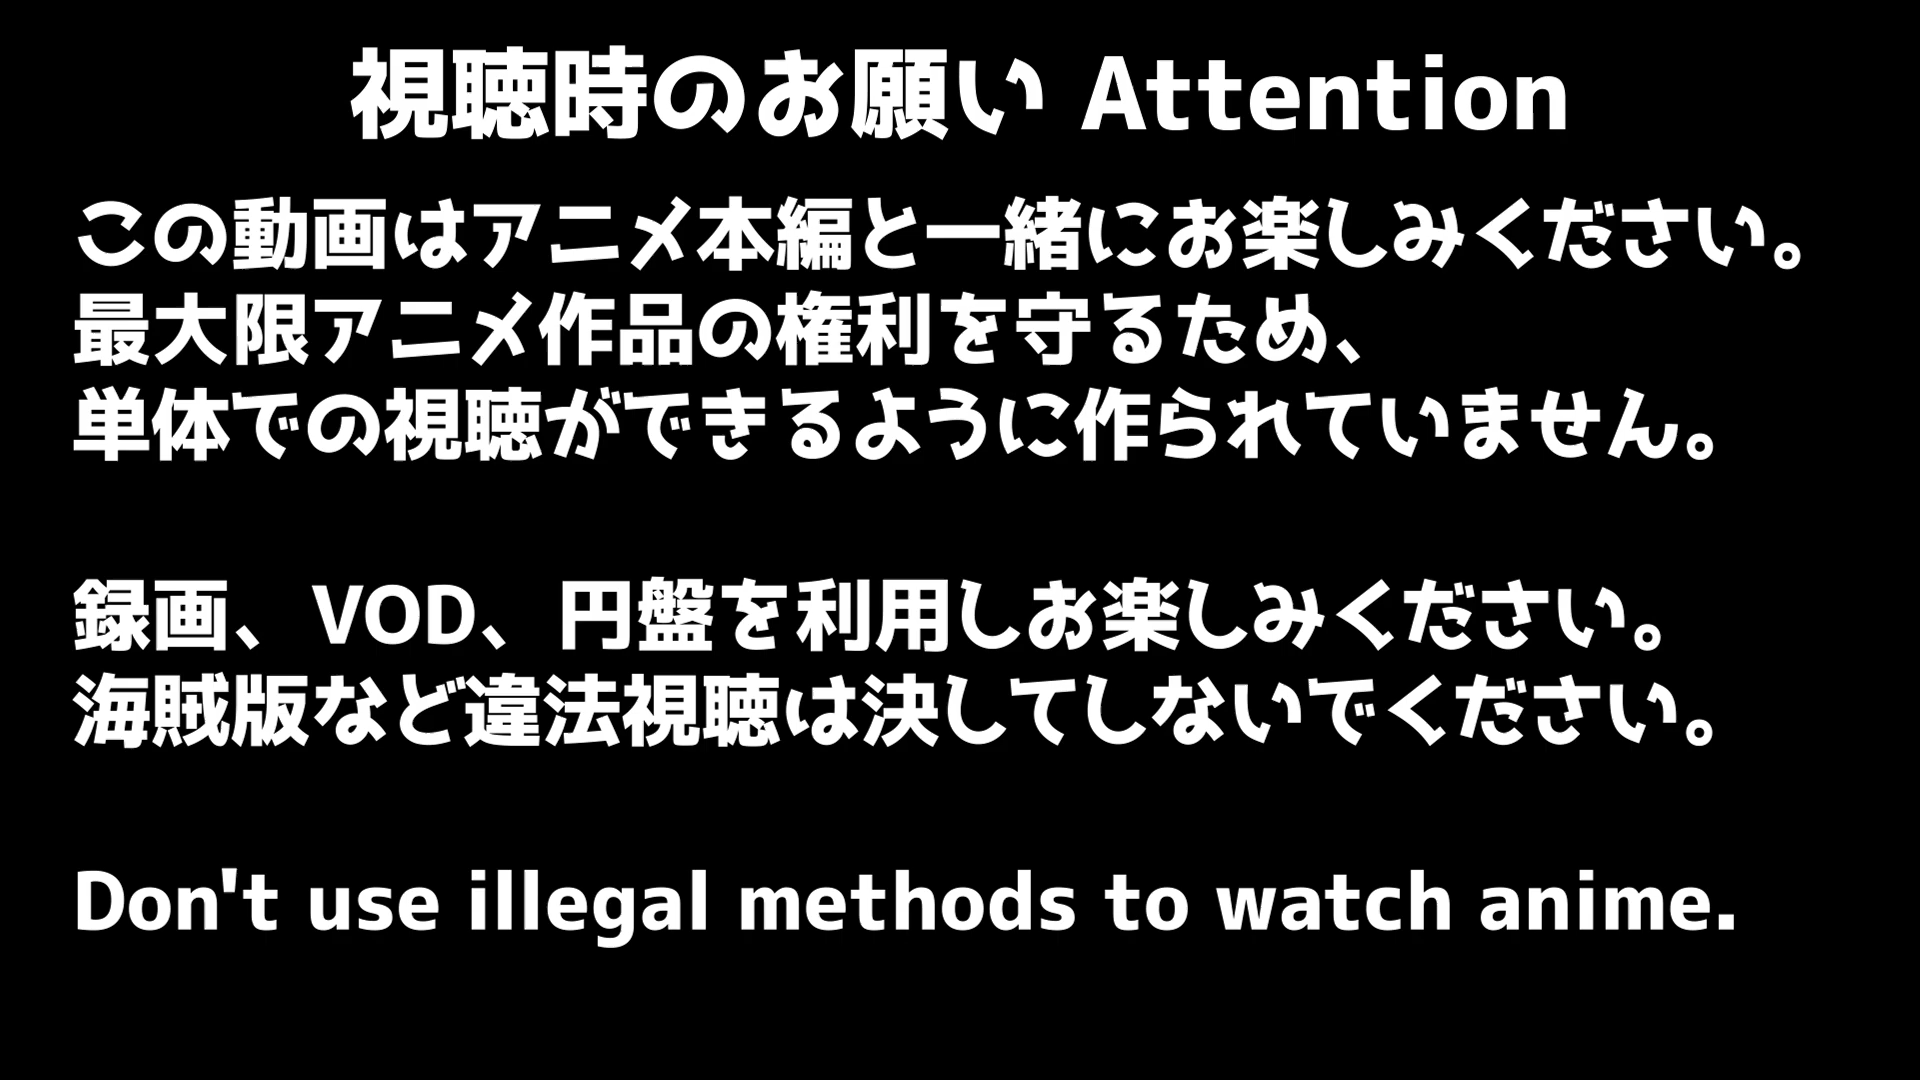 視聴時のお願い Attention
この動画はアニメ本編と一緒にお楽しみください。
最大限アニメ作品の権利を守るため、
単体での視聴ができるように作られていません。
録画、VOD、円盤を利用しお楽しみください。
海賊版など違法視聴は決してしないでください。
Don't use illegal methods to watch anime.